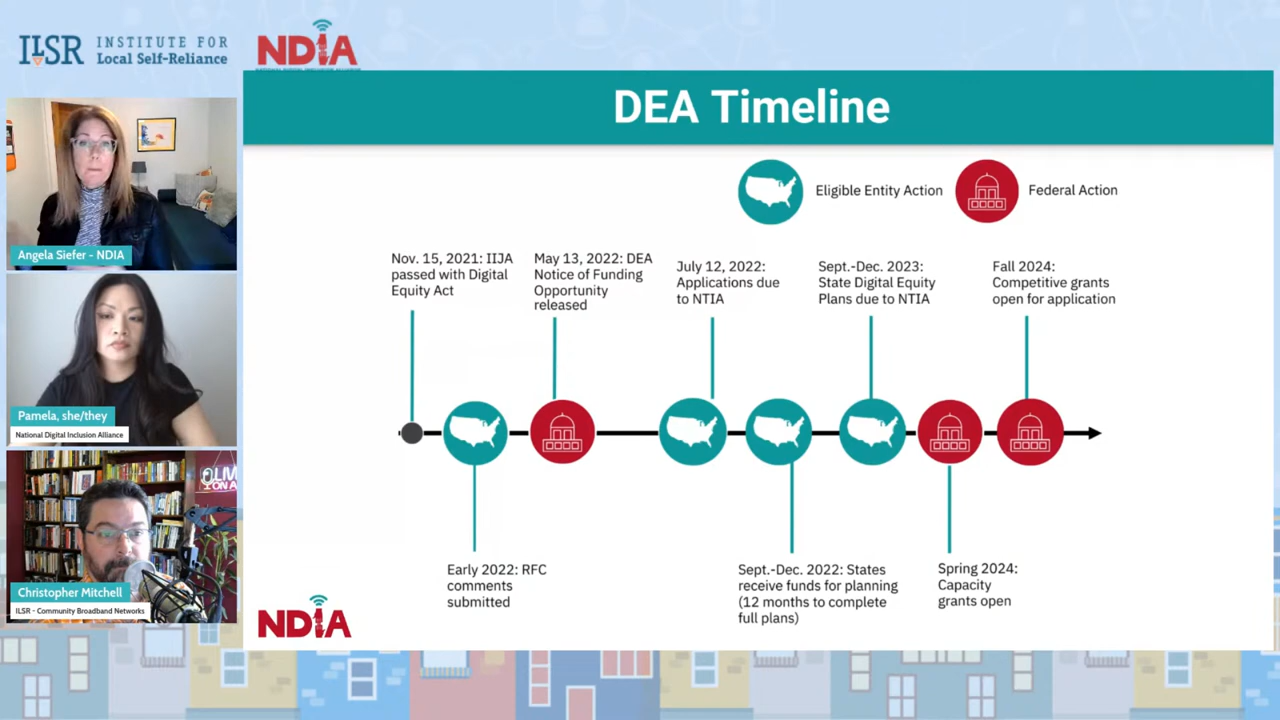 ILSR
INSTITUTE FOR
Local Self-Reliance
NDIA
DEA Timeline
Eligible Entity Action
Federal Action
Nov. 15, 2021: IIJA
passed with Digital
Equity Act
May 13, 2022: DEA
Notice of Funding
Opportunity
released
July 12, 2022:
Applications due
to NTIA
Sept.-Dec. 2023:
State Digital Equity
Plans due to NTIA
Fall 2024:
Competitive grants
open for application
Early 2022: RFC
comments
submitted
Sept.-Dec. 2022: States
receive funds for planning
(12 months to complete
full plans)
Spring 2024:
Capacity
grants open
NDIA
Angela Siefer - NDIA
Pamela, she/they
National Digital Inclusion Alliance
Christopher Mitchell
ILSR - Community Broadband Networks